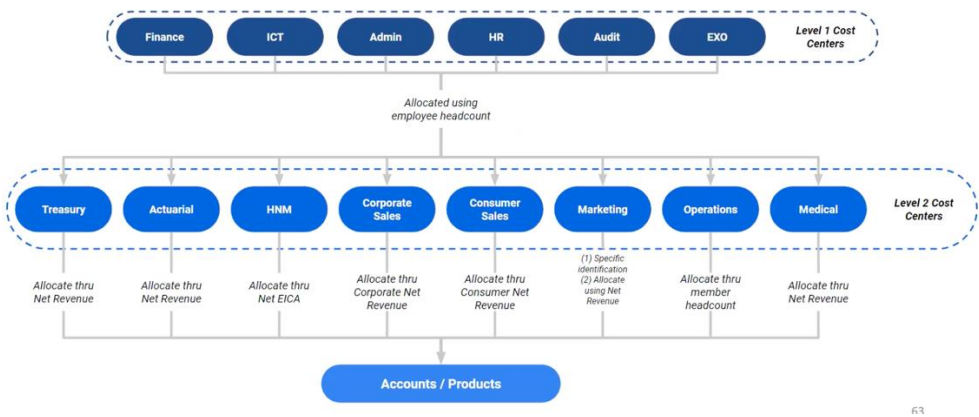 Finance
ICT
Admin
HR
Audit
EXO
Level 1 Cost
Centers
Allocated using
employee headcount
Treasury
Actuarial
HNM
Corporate
Sales
Consumer
Sales
Marketing
Operations
Medical
Level 2 Cost
Centers
Allocate thru
Net Revenue
Allocate thru
Net Revenue
Allocate thru
Net EICA
Allocate thru
Corporate Net
Revenue
Allocate thru
Consumer Net
Revenue
(1) Specific
identification
(2) Allocate
using Net
Revenue
Allocate thru
member
headcount
Allocate thru
Net Revenue
Accounts / Products
63